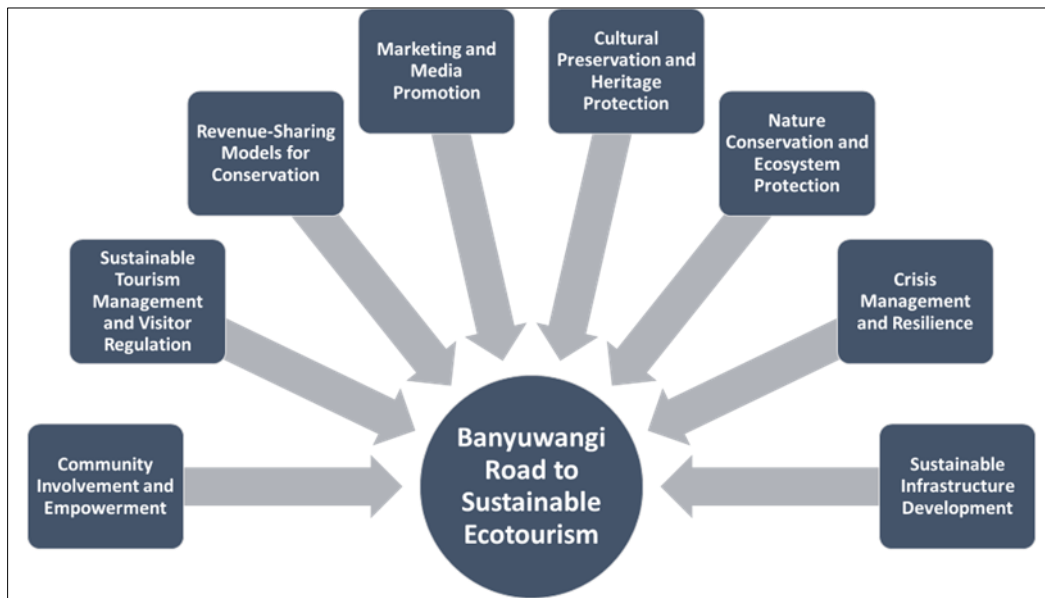 Marketing and
Media
Promotion
Cultural
Preservation and
Heritage
Protection
Revenue-Sharing
Models for
Conservation
Nature
Conservation and
Ecosystem
Protection
Sustainable
Tourism
Management
and Visitor
Regulation
Crisis
Management
and Resilience
Community
Involvement and
Empowerment
Banyuwangi
Road to
Sustainable
Ecotourism
Sustainable
Infrastructure
Development